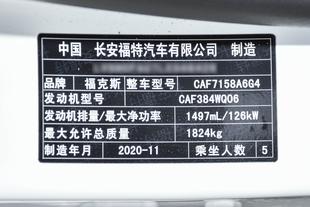 中国 长安福特汽车有限公司 制造
品牌 福克斯 整车型号 CAF7158A6G4
发动机型号 CAF384WQ06
发动机排量/最大净功率 1497mL/126kW
最大允许总质量 1824kg
制造年月 2020-11 乘坐人数 5